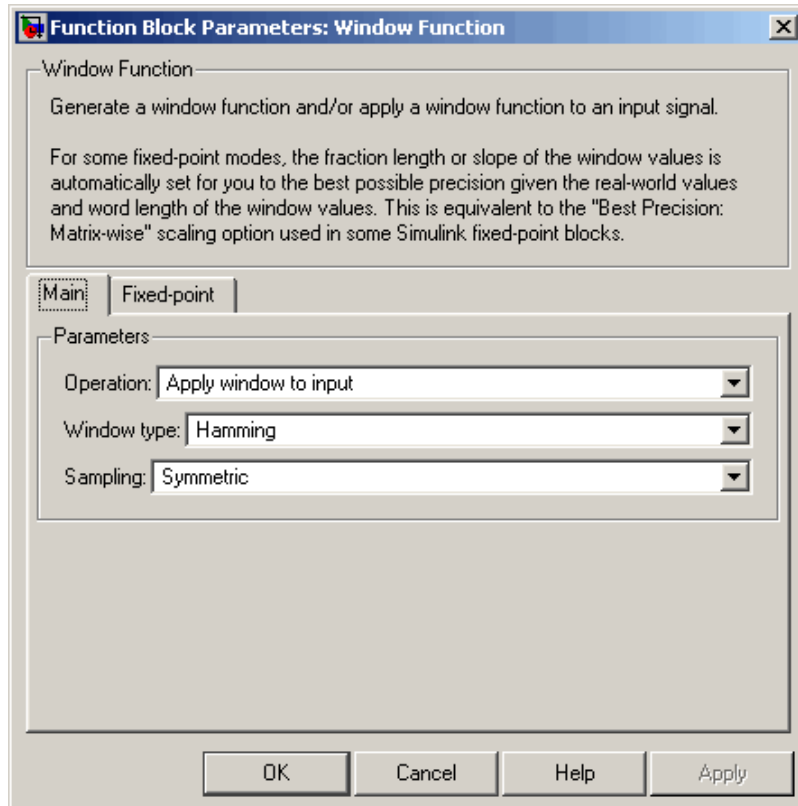 Function Block Parameters: Window Function
Window Function
Generate a window function and/or apply a window function to an input signal.
For some fixed-point modes, the fraction length or slope of the window values is
automatically set for you to the best possible precision given the real-world values
and word length of the window values. This is equivalent to the "Best Precision:
Matrix-wise" scaling option used in some Simulink fixed-point blocks.
Main Fixed-point
Parameters
Operation: Apply window to input
Window type: Hamming
Sampling: Symmetric
OK Cancel Help Apply